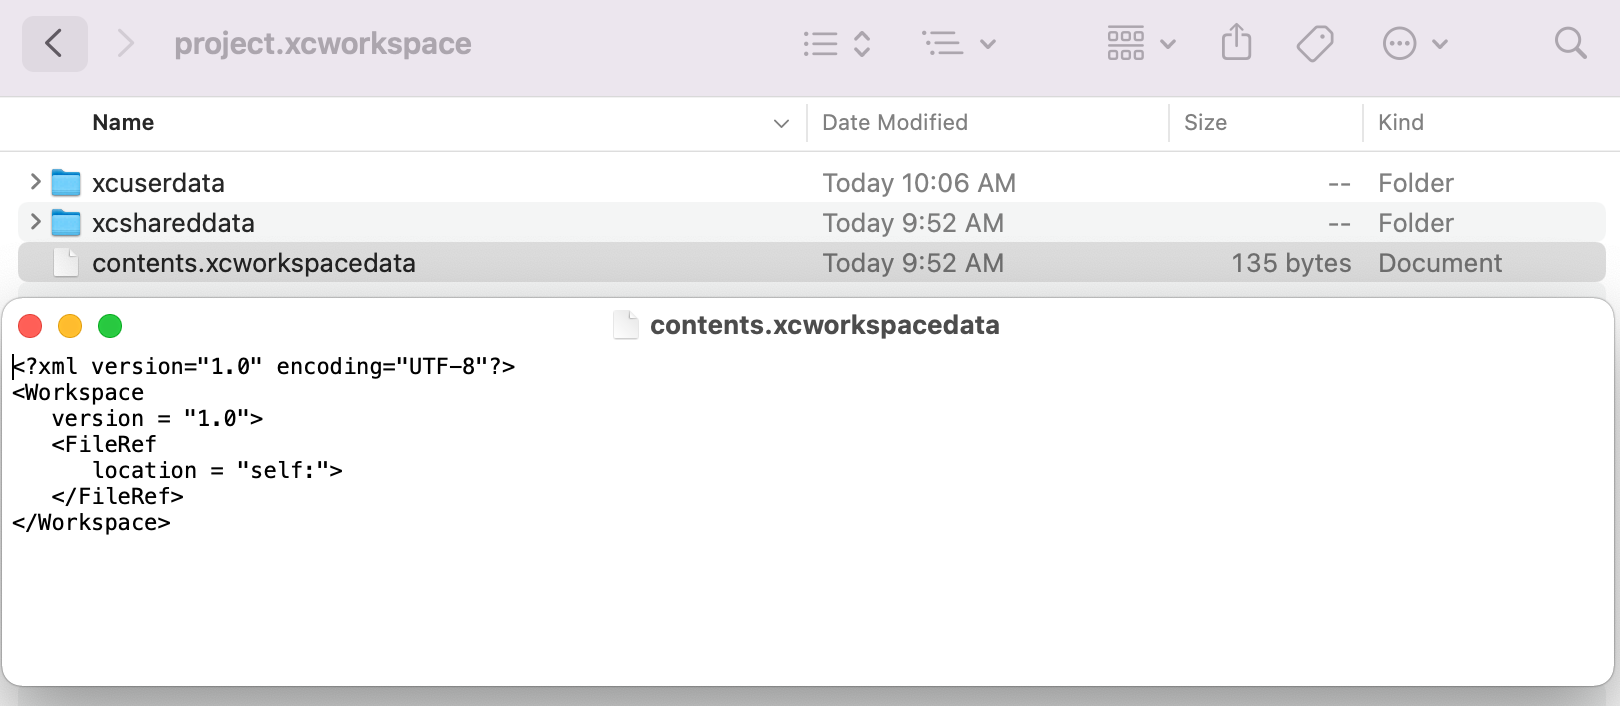 project.xcworkspace
Name Date Modified Size Kind
xcuserdata Today 10:06 AM -- Folder
xcshareddata Today 9:52 AM -- Folder
contents.xcworkspacedata Today 9:52 AM 135 bytes Document
contents.xcworkspacedata
<?xml version="1.0" encoding="UTF-8"?>
<Workspace
   version = "1.0">
   <FileRef
      location = "self:">
   </FileRef>
</Workspace>